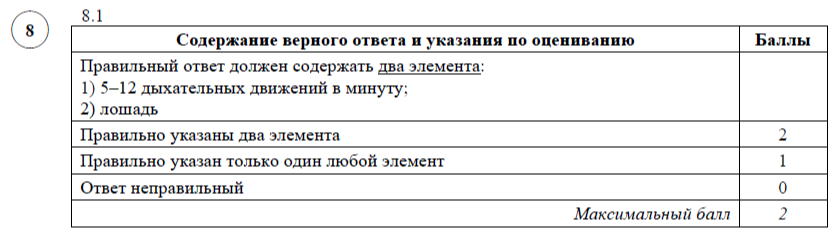 8
8.1
Содержание верного ответа и указания по оцениванию Баллы
Правильный ответ должен содержать два элемента:
1) 5–12 дыхательных движений в минуту;
2) лошадь
Правильно указаны два элемента 2
Правильно указан только один любой элемент 1
Ответ неправильный 0
Максимальный балл 2